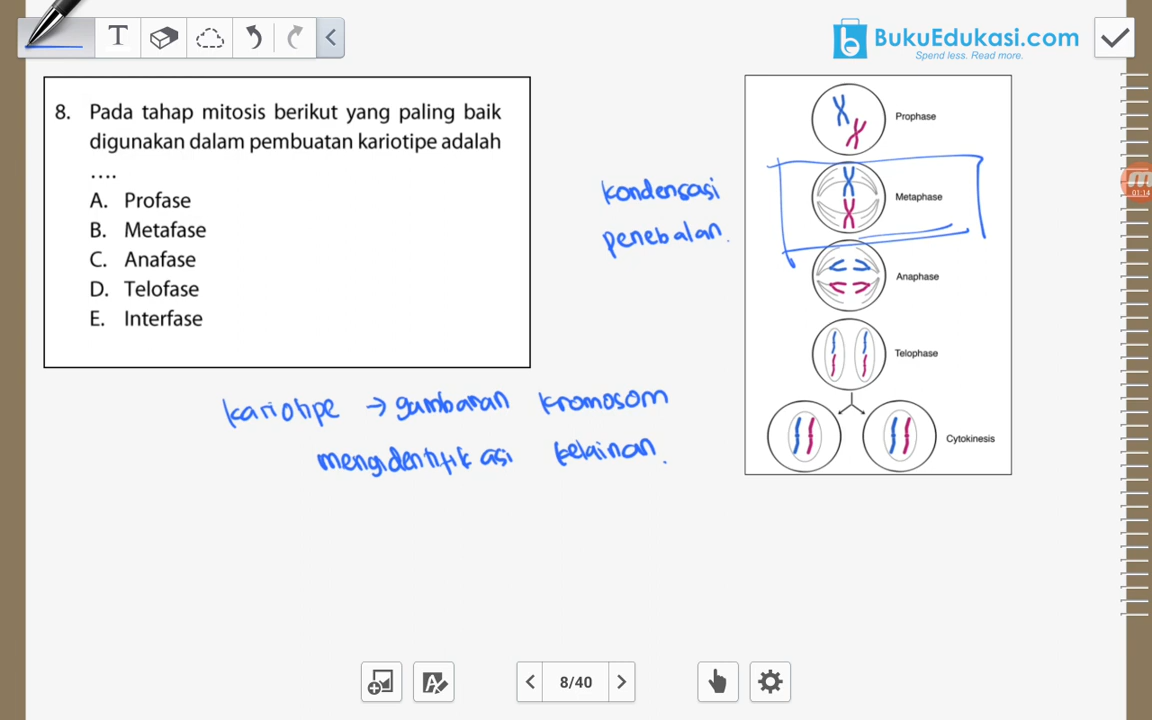 T
BukuEdukasi.com
Spend less. Read more.
8. Pada tahap mitosis berikut yang paling baik
digunakan dalam pembuatan kariotipe adalah
....
A. Profase
B. Metafase
C. Anafase
D. Telofase
E. Interfase
kondensasi
penebalan.
Prophase
Metaphase
Anaphase
Telophase
Cytokinesis
01:14
kariotipe → gambaran kromosom
mengidentifikasi kelainan.
8/40